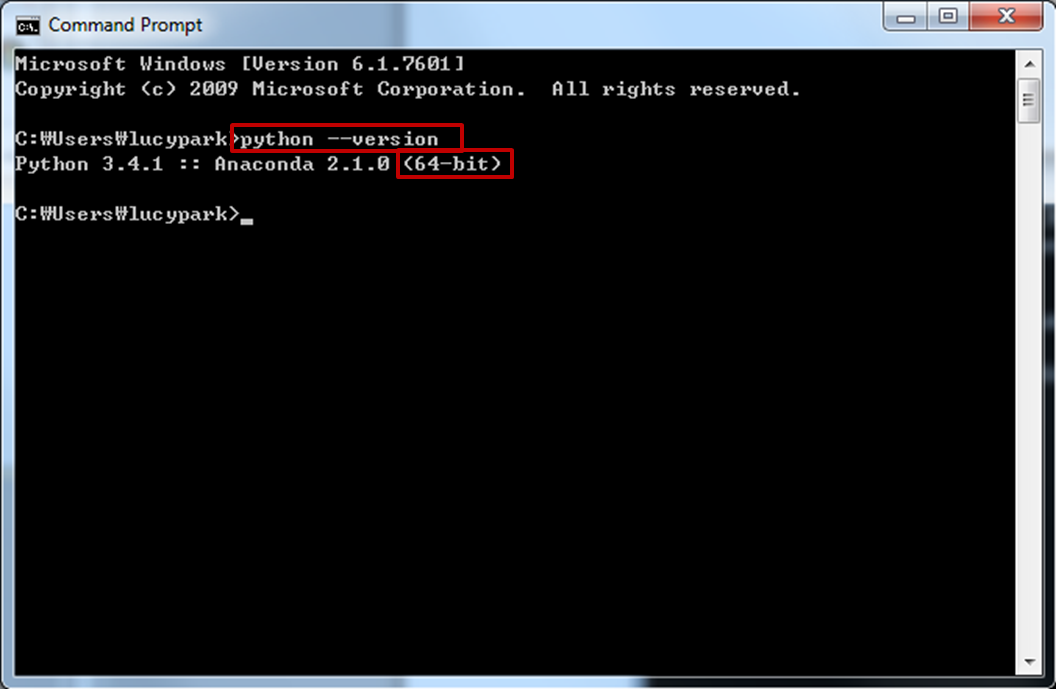 Command Prompt
Microsoft Windows [Version 6.1.7601]
Copyright (c) 2009 Microsoft Corporation.  All rights reserved.
C:₩Users₩lucypark>python --version
Python 3.4.1 :: Anaconda 2.1.0 (64-bit)
C:₩Users₩lucypark>_